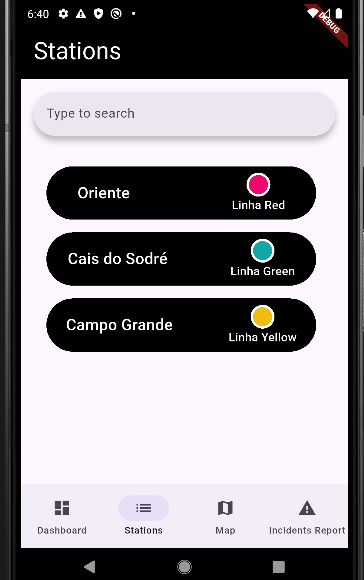 6:40
DEBUG
Stations
Type to search
Oriente
Linha Red
Cais do Sodré
Linha Green
Campo Grande
Linha Yellow
Dashboard
Stations
Map
Incidents Report